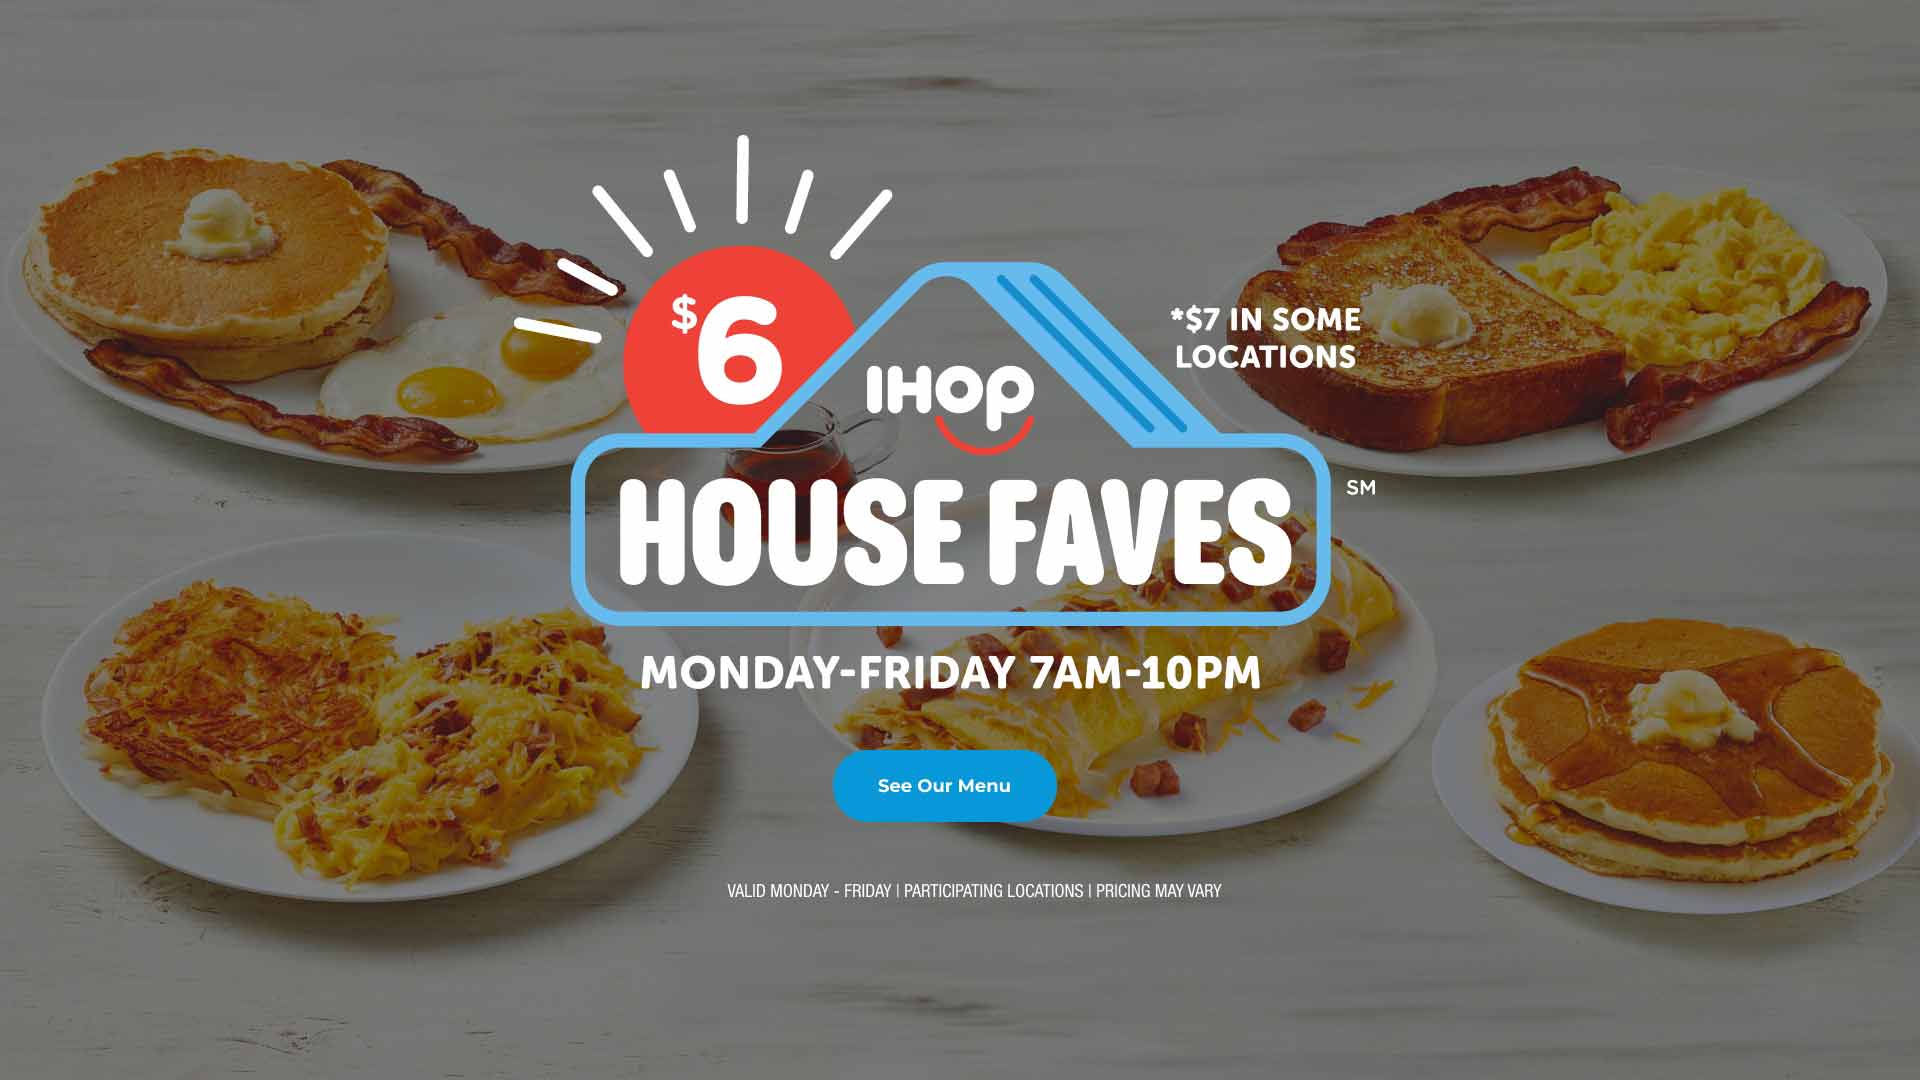 $6
*$7 IN SOME
LOCATIONS
IHOP
HOUSE FAVES SM
MONDAY-FRIDAY 7AM-10PM
See Our Menu
VALID MONDAY - FRIDAY | PARTICIPATING LOCATIONS | PRICING MAY VARY